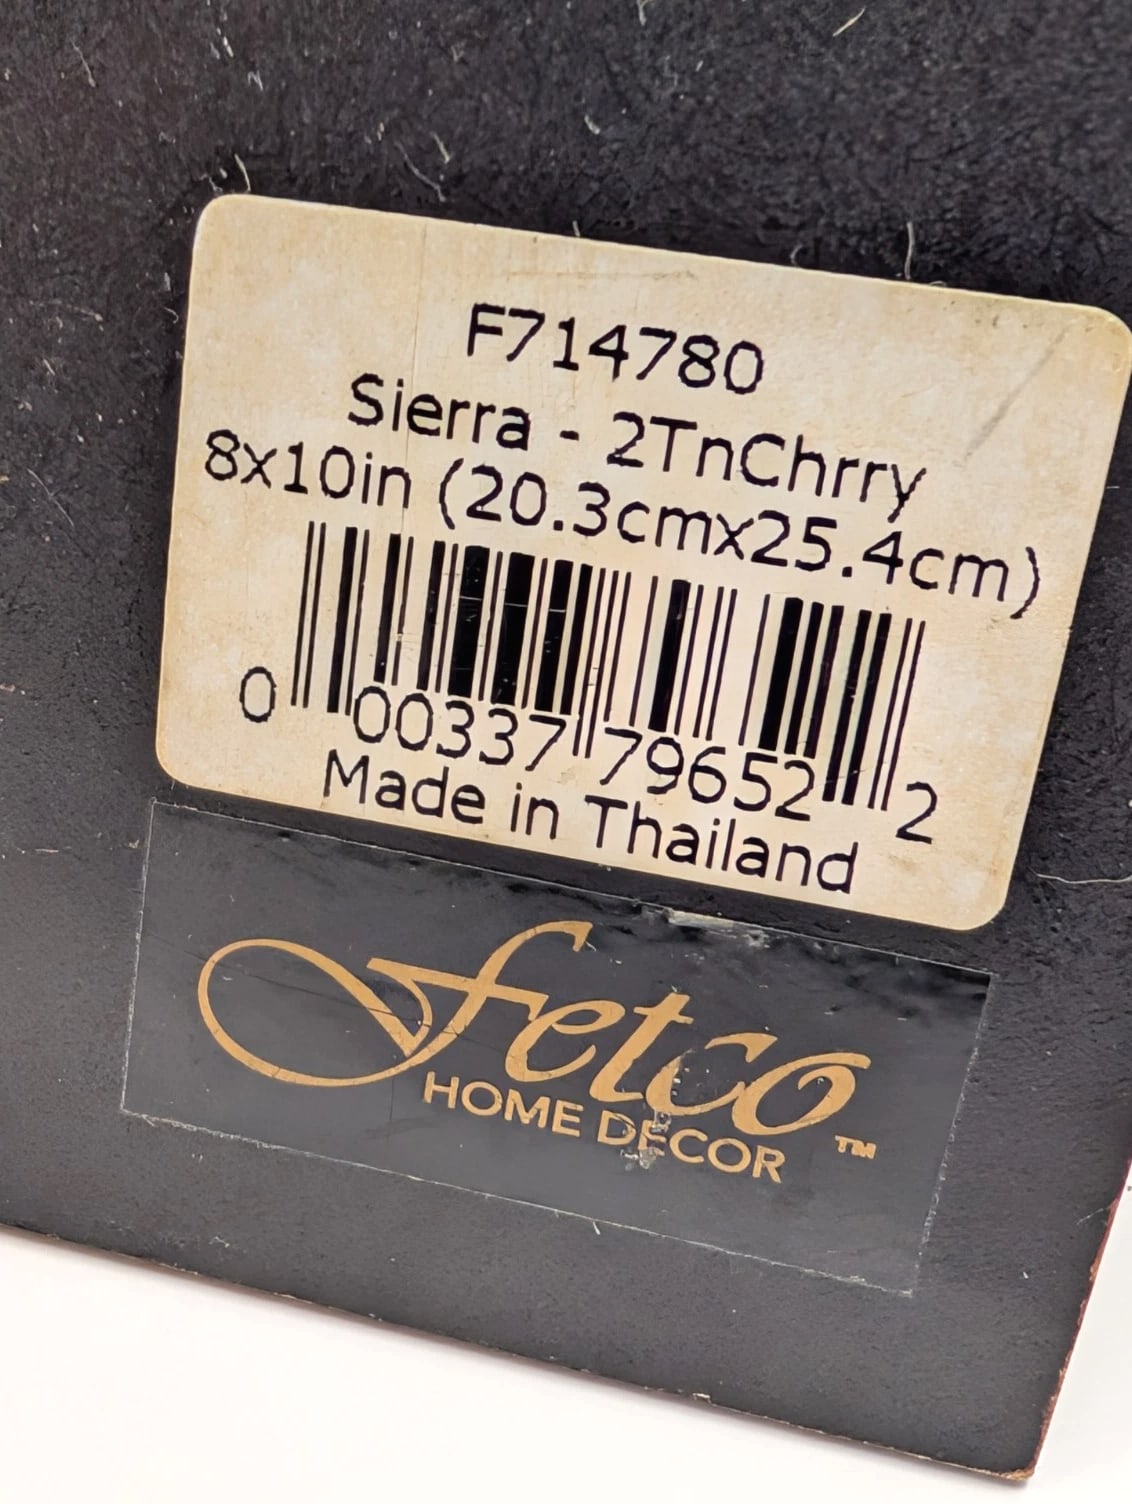 F714780
Sierra - 2TnChrry
8x10in (20.3cmx25.4cm)
0 00337 79652 2
Made in Thailand
fetco
HOME DECOR ™